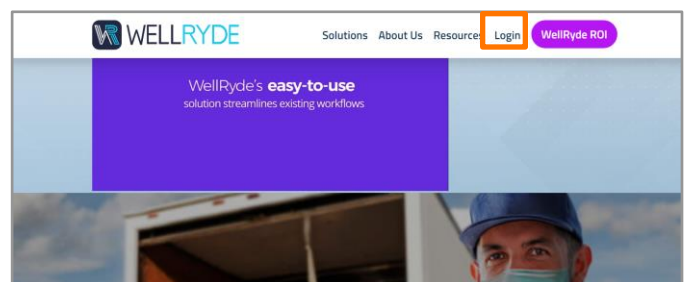 WELLRYDE
Solutions About Us Resources Login WellRyde ROI
WellRyde's easy-to-use
solution streamlines existing workflows